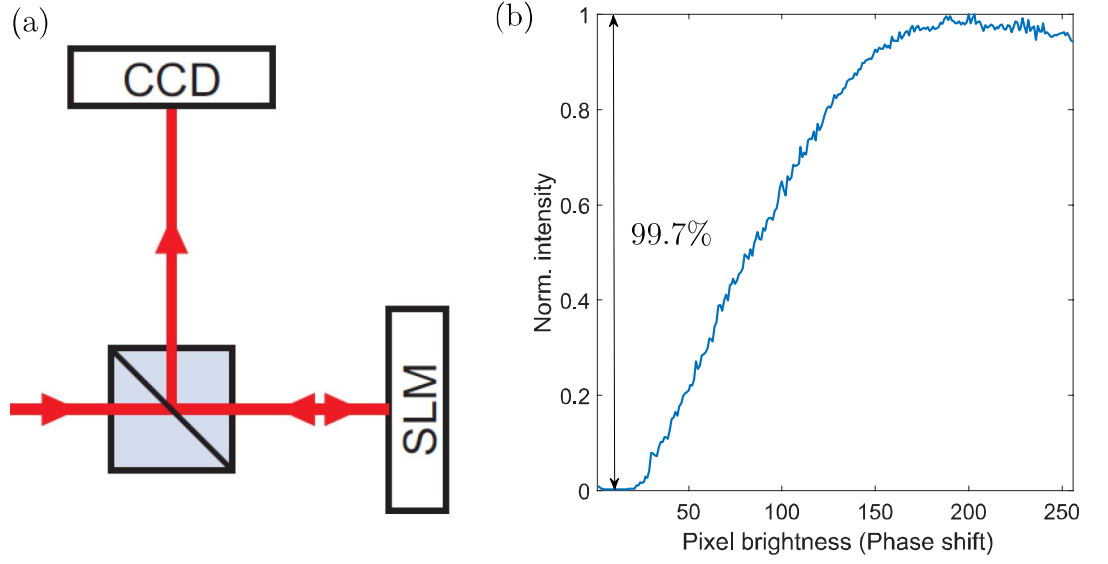 (a)
CCD
SLM
(b)
1
0.8
0.6
0.4
0.2
0
Norm. intensity
99.7%
50
100
150
200
250
Pixel brightness (Phase shift)